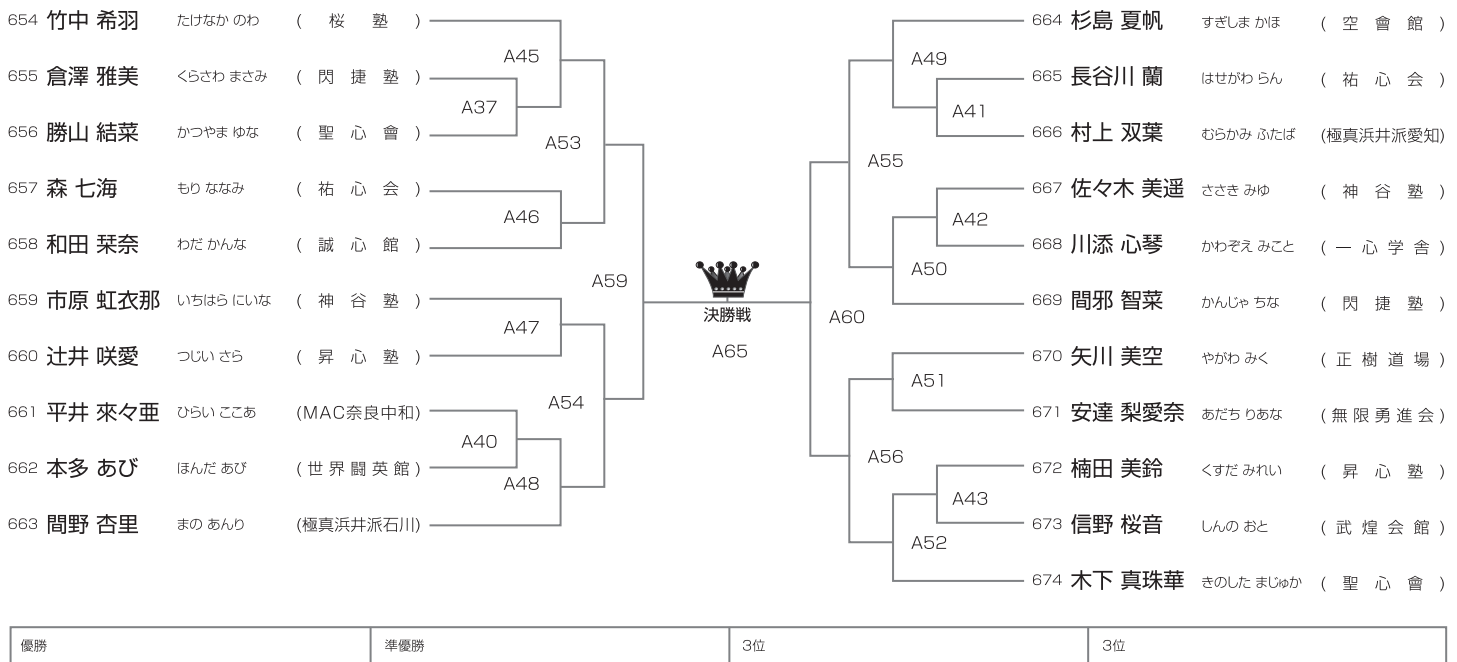 654 竹中 希羽 たけなか のわ ( 桜 塾 )
655 倉澤 雅美 くらさわ まさみ ( 閃 捷 塾 )
656 勝山 結菜 かつやま ゆな ( 聖 心 會 )
657 森 七海 もり ななみ ( 祐 心 会 )
658 和田 栞奈 わだ かんな ( 誠 心 館 )
659 市原 虹衣那 いちはら にいな ( 神 谷 塾 )
660 辻井 咲愛 つじい さら ( 昇 心 塾 )
661 平井 來々亜 ひらい ここあ (MAC奈良中和)
662 本多 あび ほんだ あび ( 世 界 闘 英 館 )
663 間野 杏里 まの あんり (極真浜井派石川)
A45
A37
A53
A46
A59
A47
A54
A40
A48
決勝戦
A65
A49
A41
A55
A42
A50
A60
A51
A56
A43
A52
664 杉島 夏帆 すぎしま かほ ( 空 會 館 )
665 長谷川 蘭 はせがわ らん ( 祐 心 会 )
666 村上 双葉 むらかみ ふたば (極真浜井派愛知)
667 佐々木 美遥 ささき みゆ ( 神 谷 塾 )
668 川添 心琴 かわぞえ みこと ( 一 心 学 舎 )
669 間邪 智菜 かんじゃ ちな ( 閃 捷 塾 )
670 矢川 美空 やがわ みく ( 正 樹 道 場 )
671 安達 梨愛奈 あだち りあな ( 無 限 勇 進 会 )
672 楠田 美鈴 くすだ みれい ( 昇 心 塾 )
673 信野 桜音 しんの おと ( 武 煌 会 館 )
674 木下 真珠華 きのした まじゅか ( 聖 心 會 )
優勝 準優勝 3位 3位